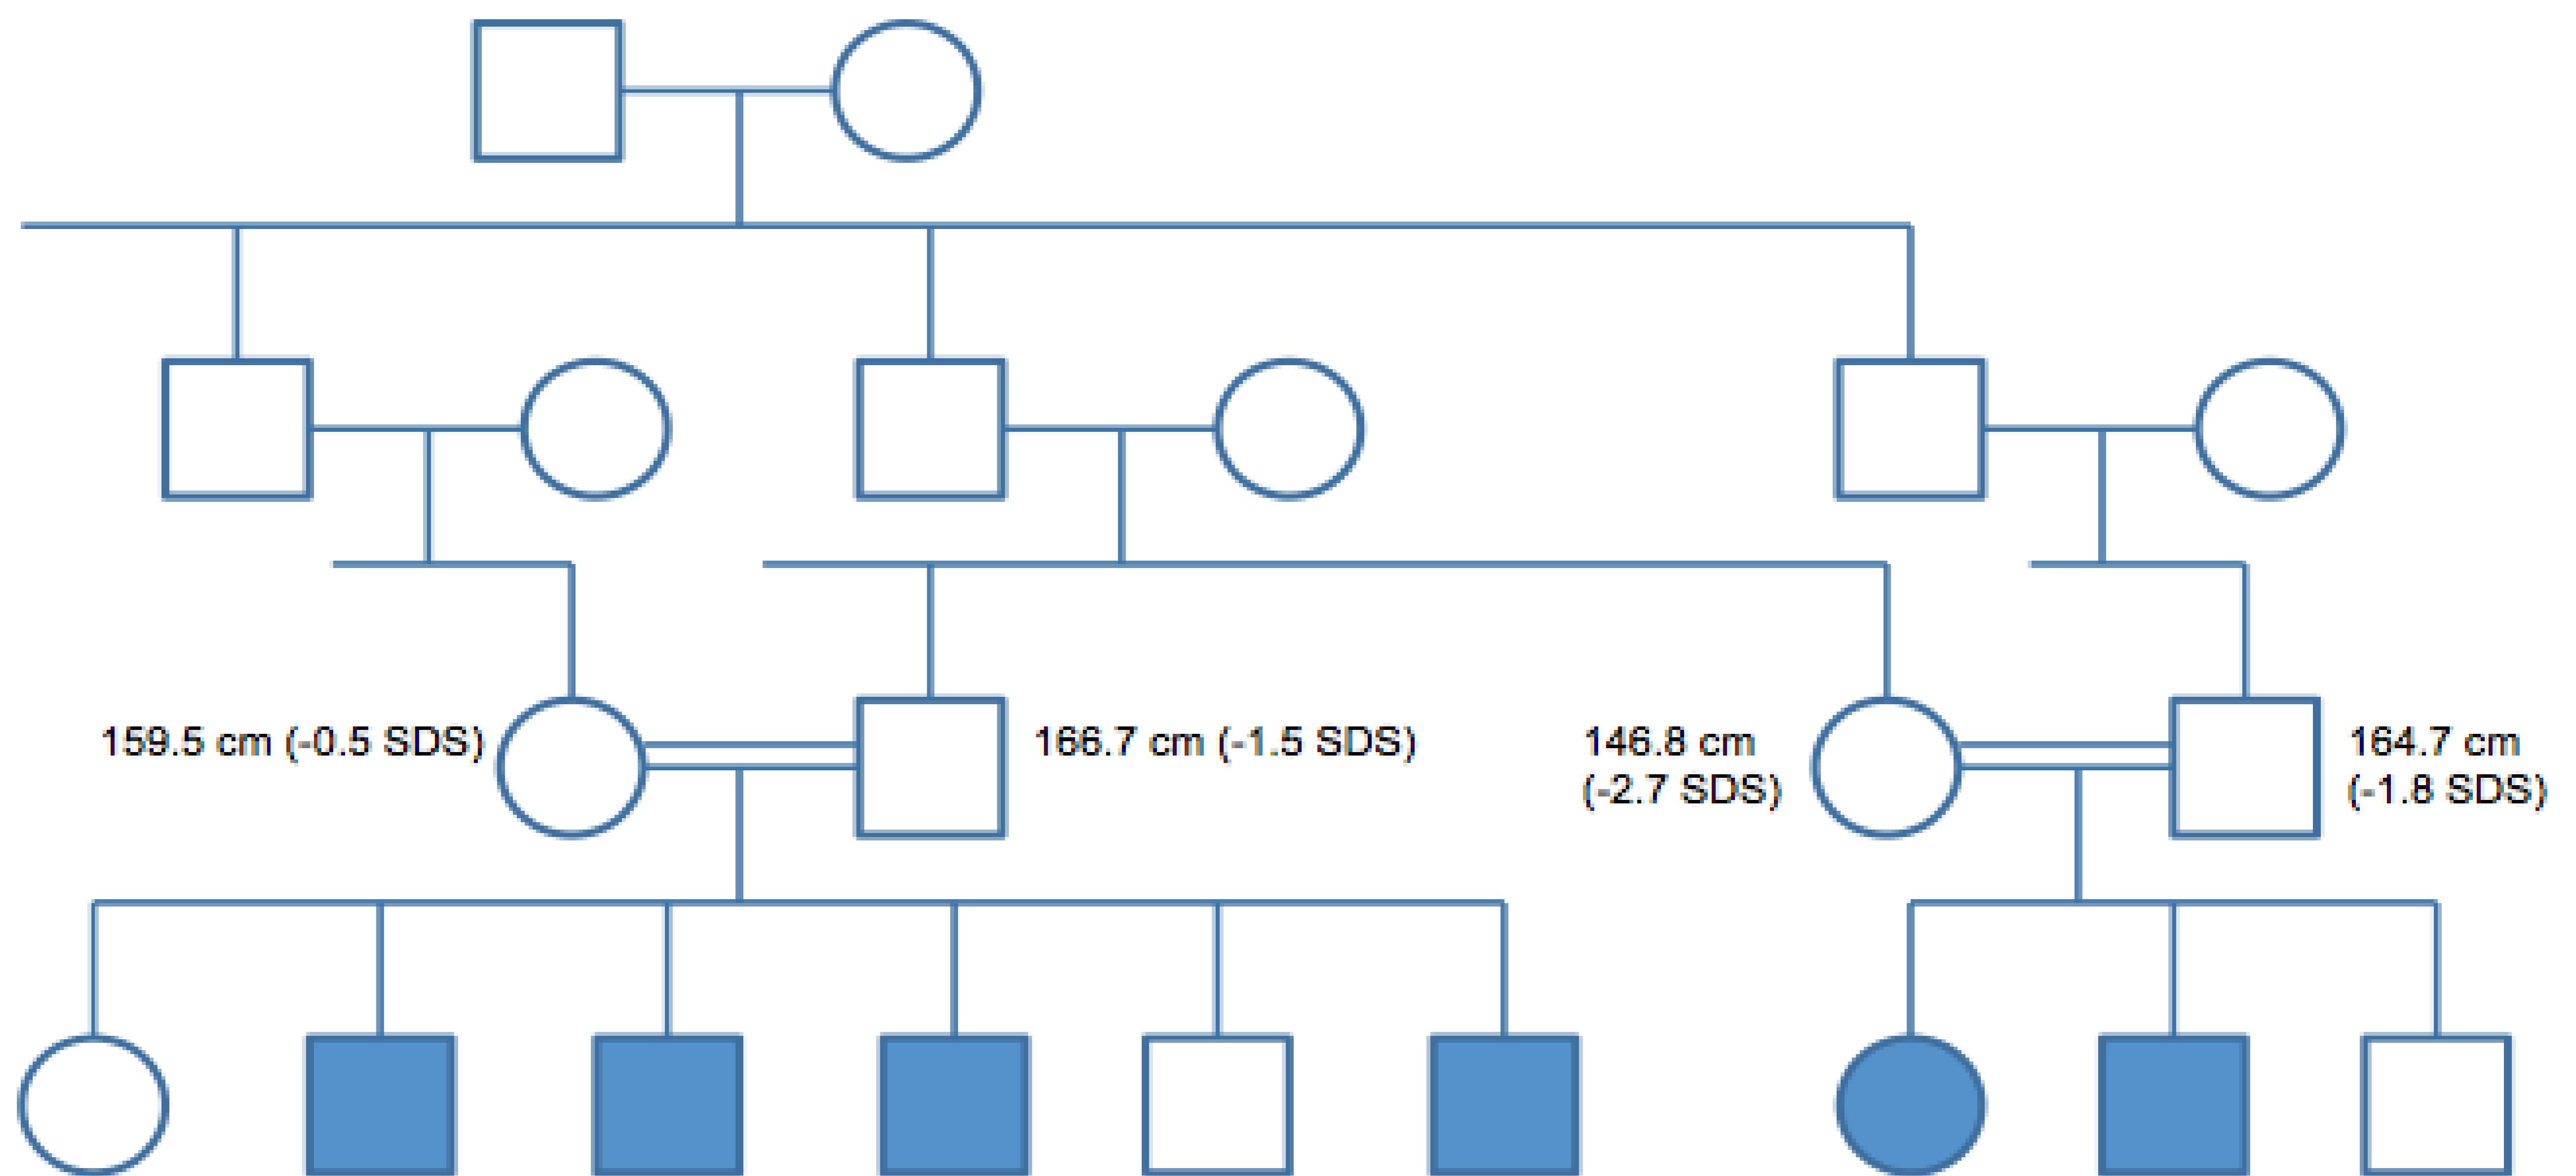 159.5 cm (-0.5 SDS)
166.7 cm (-1.5 SDS)
146.8 cm
(-2.7 SDS)
164.7 cm
(-1.8 SDS)